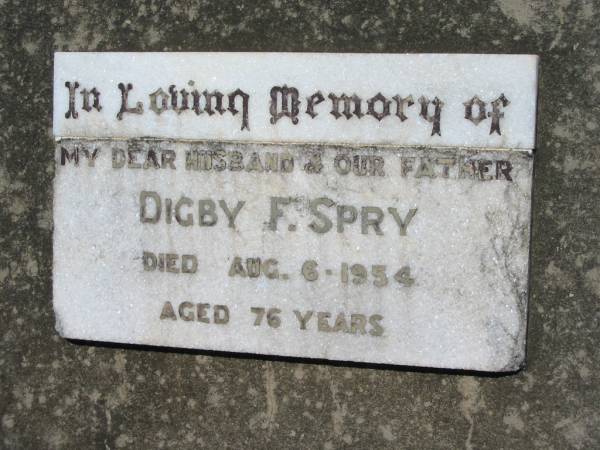 In Loving Memory of
MY DEAR HUSBAND & OUR FATHER
DIGBY F. SPRY
DIED AUG. 6. 1954
AGED 76 YEARS